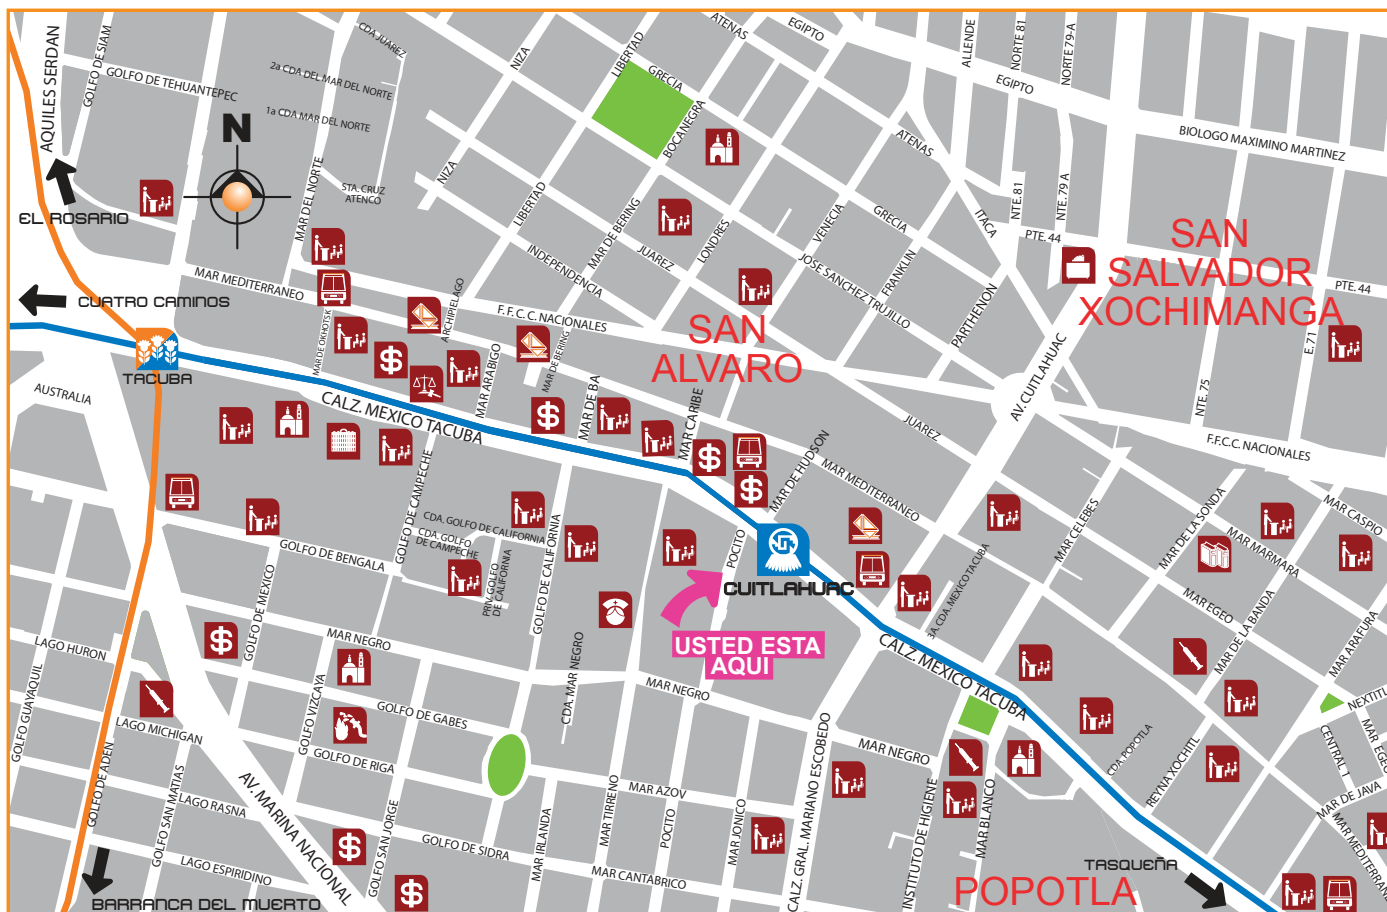 AQUILES SERDAN
GOLFO DE SIAM
GOLFO DE TEHUANTEPEC
CDA JUAREZ
2a CDA DEL MAR DEL NORTE
1a CDA MAR DEL NORTE
N
MAR DEL NORTE
STA. CRUZ
ATENCO
NIZA
NIZA
LIBERTAD
LIBERTAD
GRECIA
BOCANEGRA
ATENAS
EGIPTO
ALLENDE
NORTE 81
NORTE 79-A
EGIPTO
BIOLOGO MAXIMINO MARTINEZ
ATENAS
GRECIA
ITACA
NTE. 81
NTE. 79 A
PTE. 44
PTE. 44
SAN
SALVADOR
XOCHIMANGA
EL ROSARIO
CUATRO CAMINOS
TACUBA
AUSTRALIA
MAR MEDITERRANEO
MAR DE OKHOTSK
ARCHIPIELAGO
F.F.C.C. NACIONALES
INDEPENDENCIA
MAR DE BERING
MAR DE BERING
JUAREZ
LONDRES
VENECIA
JOSE SANCHEZ TRUJILLO
FRANKLIN
PARTHENON
SAN
ALVARO
AV. CUITLAHUAC
E. 71
NTE. 75
F.F.C.C. NACIONALES
JUAREZ
MAR ARABIGO
MAR DE BA
MAR CARIBE
CALZ. MEXICO TACUBA
MAR DE HUDSON
MAR MEDITERRANEO
GOLFO DE CAMPECHE
CDA. GOLFO DE CALIFORNIA
CDA. GOLFO
DE CAMPECHE
PRIV. GOLFO
DE CALIFORNIA
GOLFO DE CALIFORNIA
GOLFO DE BENGALA
GOLFO DE MEXICO
POCITO
CUITLAHUAC
USTED ESTA
AQUI
MAR CELEBES
MAR DE LA SONDA
MAR CASPIO
MAR MARMARA
MAR EGEO
MAR DE LA BANDA
MAR ARAFURA
CDA. MEXICO TACUBA
CALZ. MEXICO TACUBA
LAGO HURON
GOLFO GUAYAQUIL
MAR NEGRO
GOLFO VIZCAYA
GOLFO DE GABES
CDA. MAR NEGRO
MAR NEGRO
MAR NEGRO
LAGO MICHIGAN
GOLFO DE ADEN
GOLFO DE RIGA
AV. MARINA NACIONAL
LAGO RASNA
GOLFO SAN MATIAS
LAGO ESPIRIDINO
GOLFO SAN JORGE
GOLFO DE SIDRA
MAR IRLANDA
MAR TIRRENO
MAR AZOV
POCITO
MAR JONICO
MAR CANTABRICO
CALZ. GRAL. MARIANO ESCOBEDO
INSTITUTO DE HIGIENE
MAR BLANCO
CDA. POPOTLA
REYNA XOCHITL
NEXTITL
CENTRAL 1
MAR EGEO
MAR DE JAVA
MAR MEDITERRAN
POPOTLA
TASQUEÑA
BARRANCA DEL MUERTO